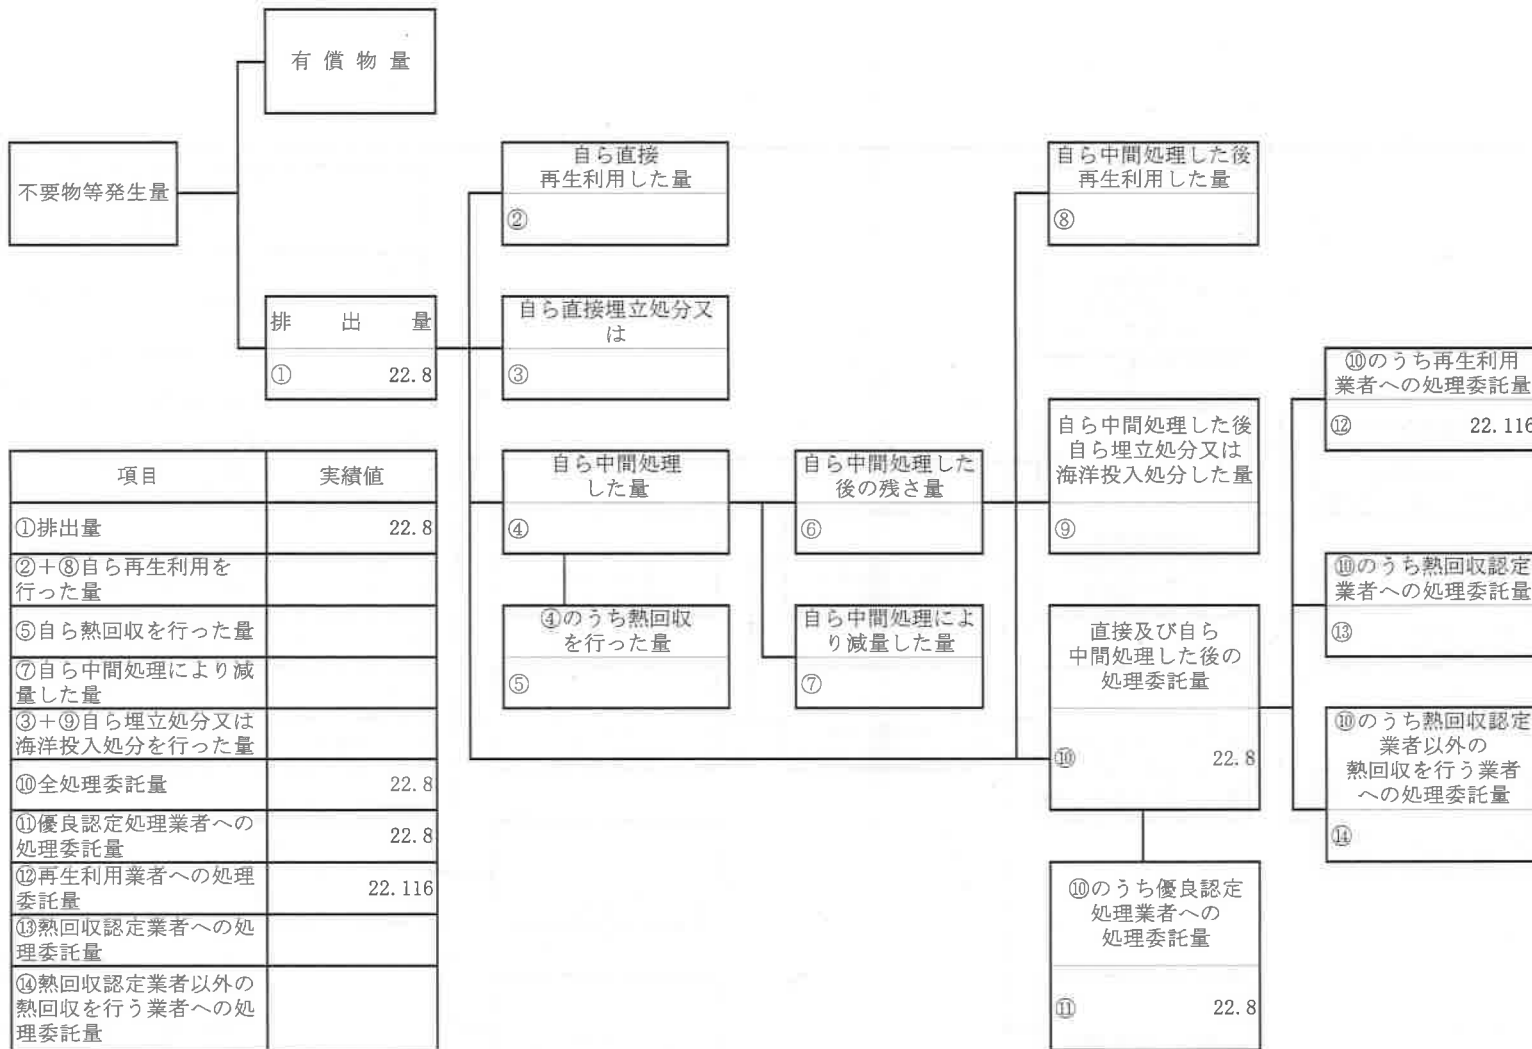 有 償 物 量
不要物等発生量
自ら直接
再生利用した量
②
自ら中間処理した後
再生利用した量
⑧
排 出 量
① 22.8
自ら直接埋立処分又
は
③
⑩のうち再生利用
業者への処理委託量
⑫ 22.116
自ら中間処理
した量
④
自ら中間処理した
後の残さ量
⑥
自ら中間処理した後
自ら埋立処分又は
海洋投入処分した量
⑨
④のうち熱回収
を行った量
⑤
自ら中間処理によ
り減量した量
⑦
直接及び自ら
中間処理した後の
処理委託量
⑩ 22.8
⑩のうち熱回収認定
業者への処理委託量
⑬
⑩のうち熱回収認定
業者以外の
熱回収を行う業者
への処理委託量
⑭
⑩のうち優良認定
処理業者への
処理委託量
⑪ 22.8
項目 実績値
①排出量 22.8
②+⑧自ら再生利用を
行った量
⑤自ら熱回収を行った量
⑦自ら中間処理により減
量した量
③+⑨自ら埋立処分又は
海洋投入処分を行った量
⑩全処理委託量 22.8
⑪優良認定処理業者への
処理委託量 22.8
⑫再生利用業者への処理
委託量 22.116
⑬熱回収認定業者への処
理委託量
⑭熱回収認定業者以外の
熱回収を行う業者への処
理委託量